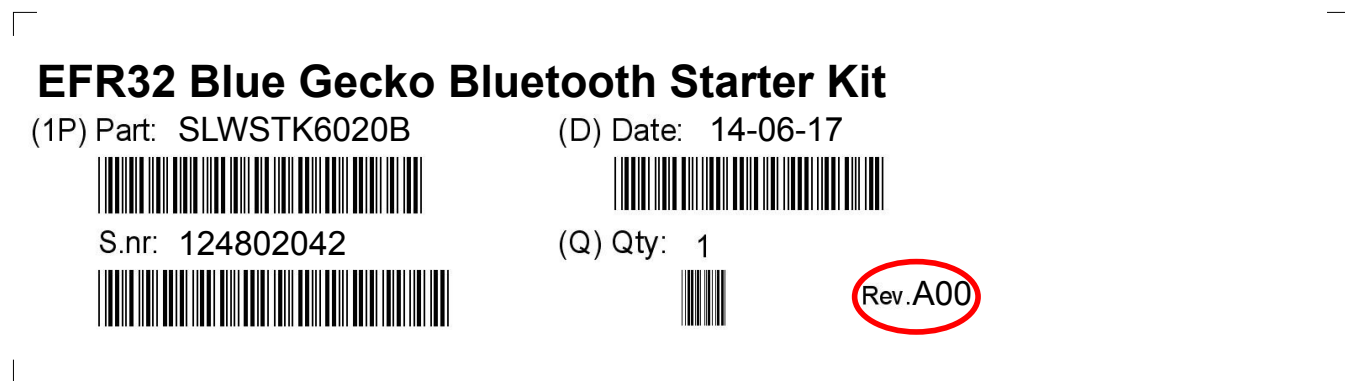 EFR32 Blue Gecko Bluetooth Starter Kit
(1P) Part: SLWSTK6020B
(D) Date: 14-06-17
S.nr: 124802042
(Q) Qty: 1
Rev.A00